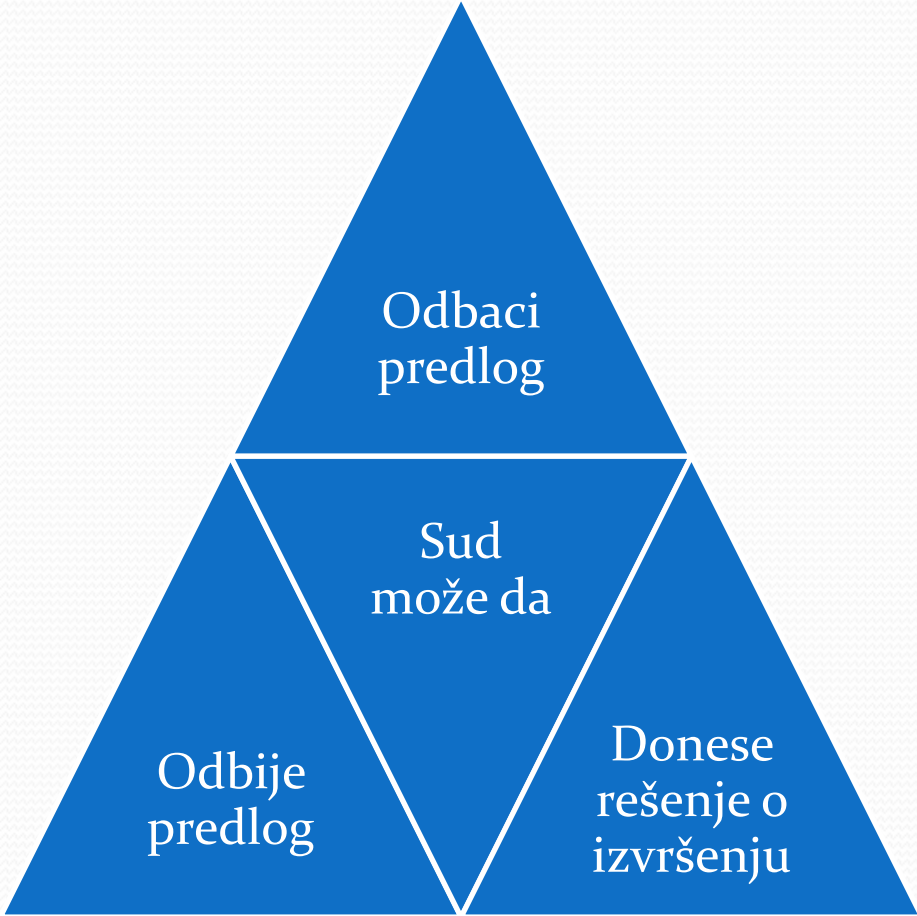 Odbaci
predlog
Sud
može da
Odbije
predlog
Donese
rešenje o
izvršenju